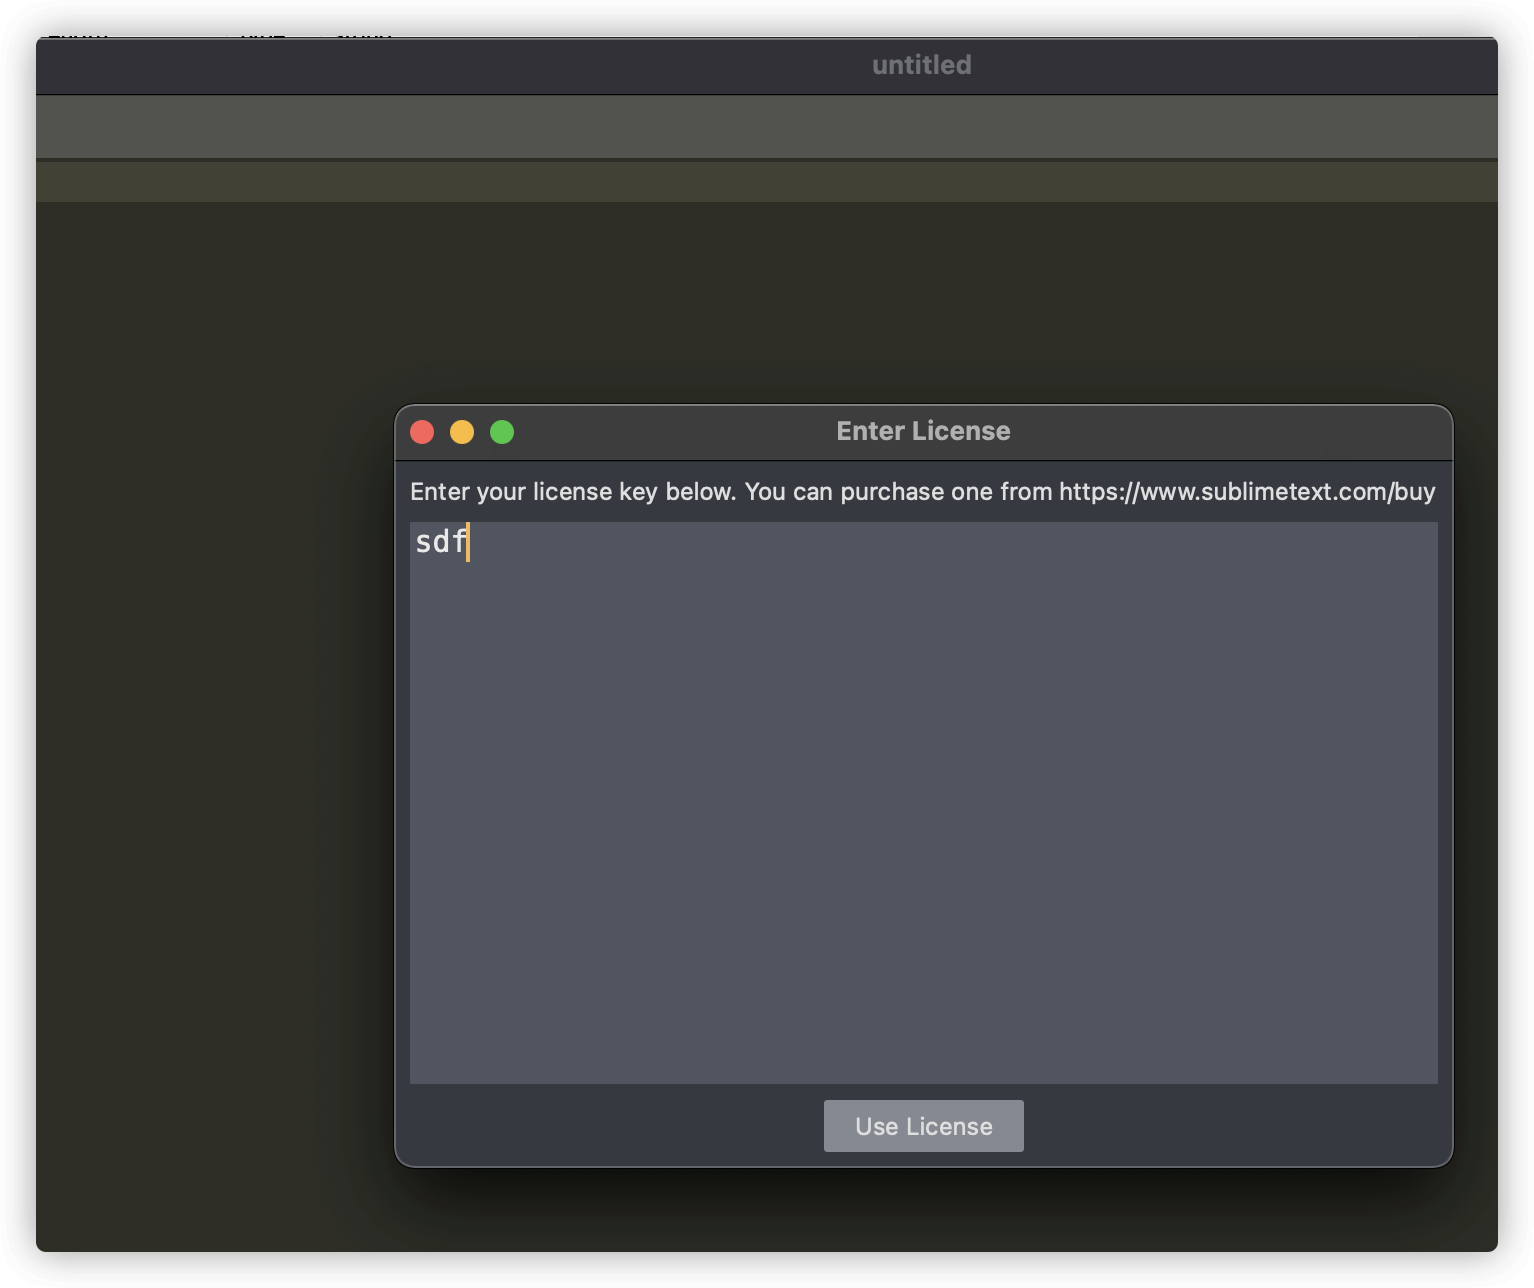 untitled
Enter License
Enter your license key below. You can purchase one from https://www.sublimetext.com/buy
sdf
Use License